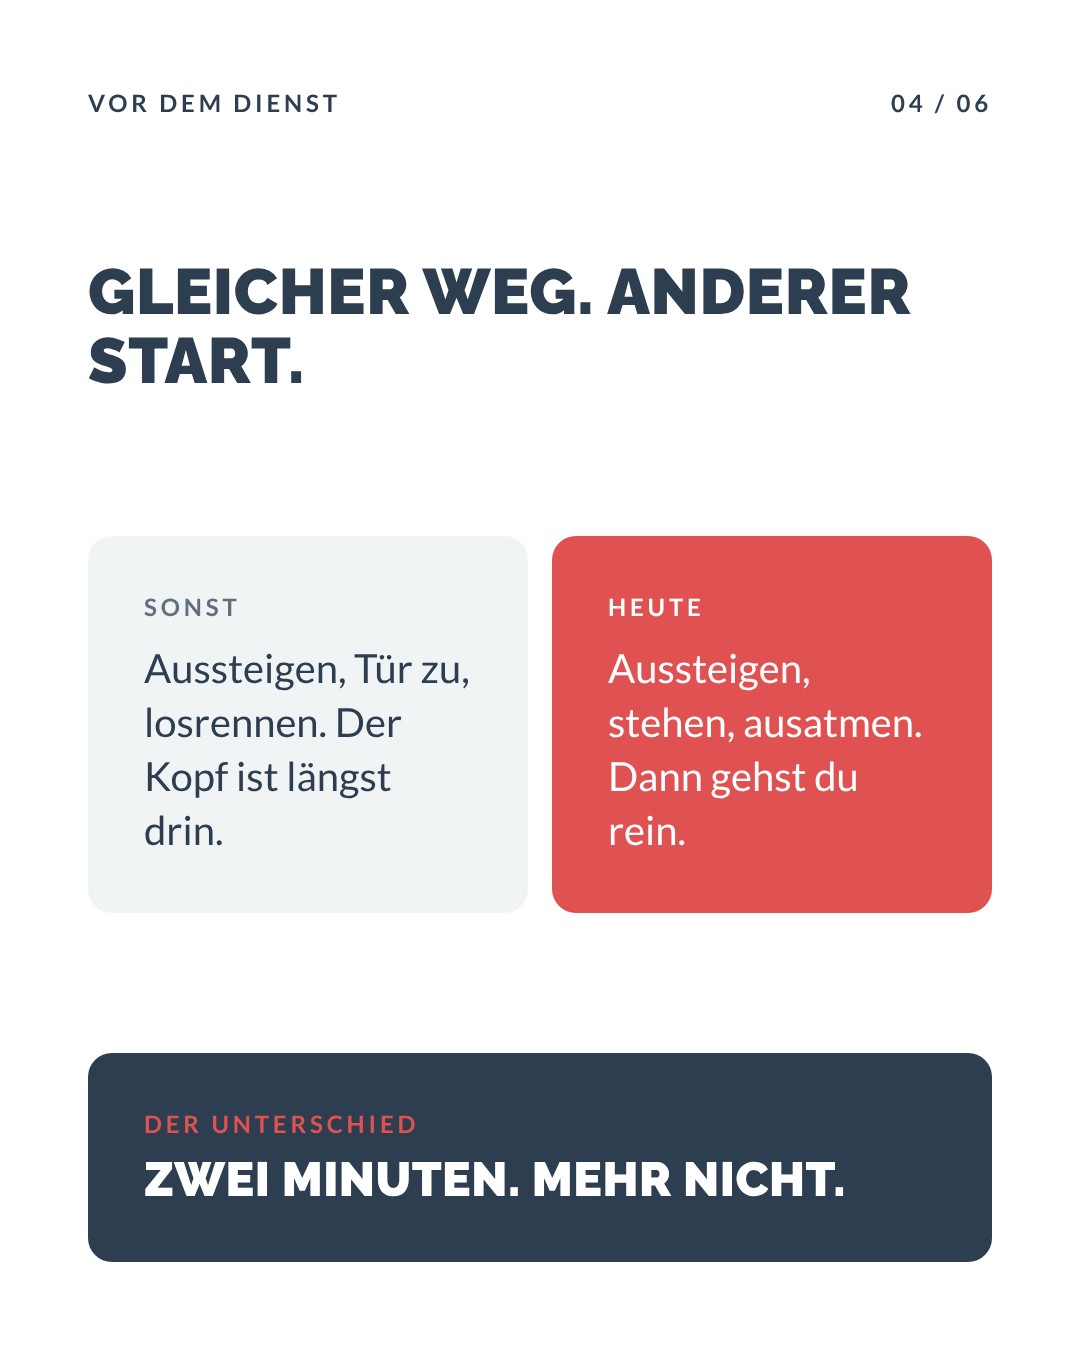 VOR DEM DIENST
04 / 06
GLEICHER WEG. ANDERER
START.
SONST
Aussteigen, Tür zu,
losrennen. Der
Kopf ist längst
drin.
HEUTE
Aussteigen,
stehen, ausatmen.
Dann gehst du
rein.
DER UNTERSCHIED
ZWEI MINUTEN. MEHR NICHT.